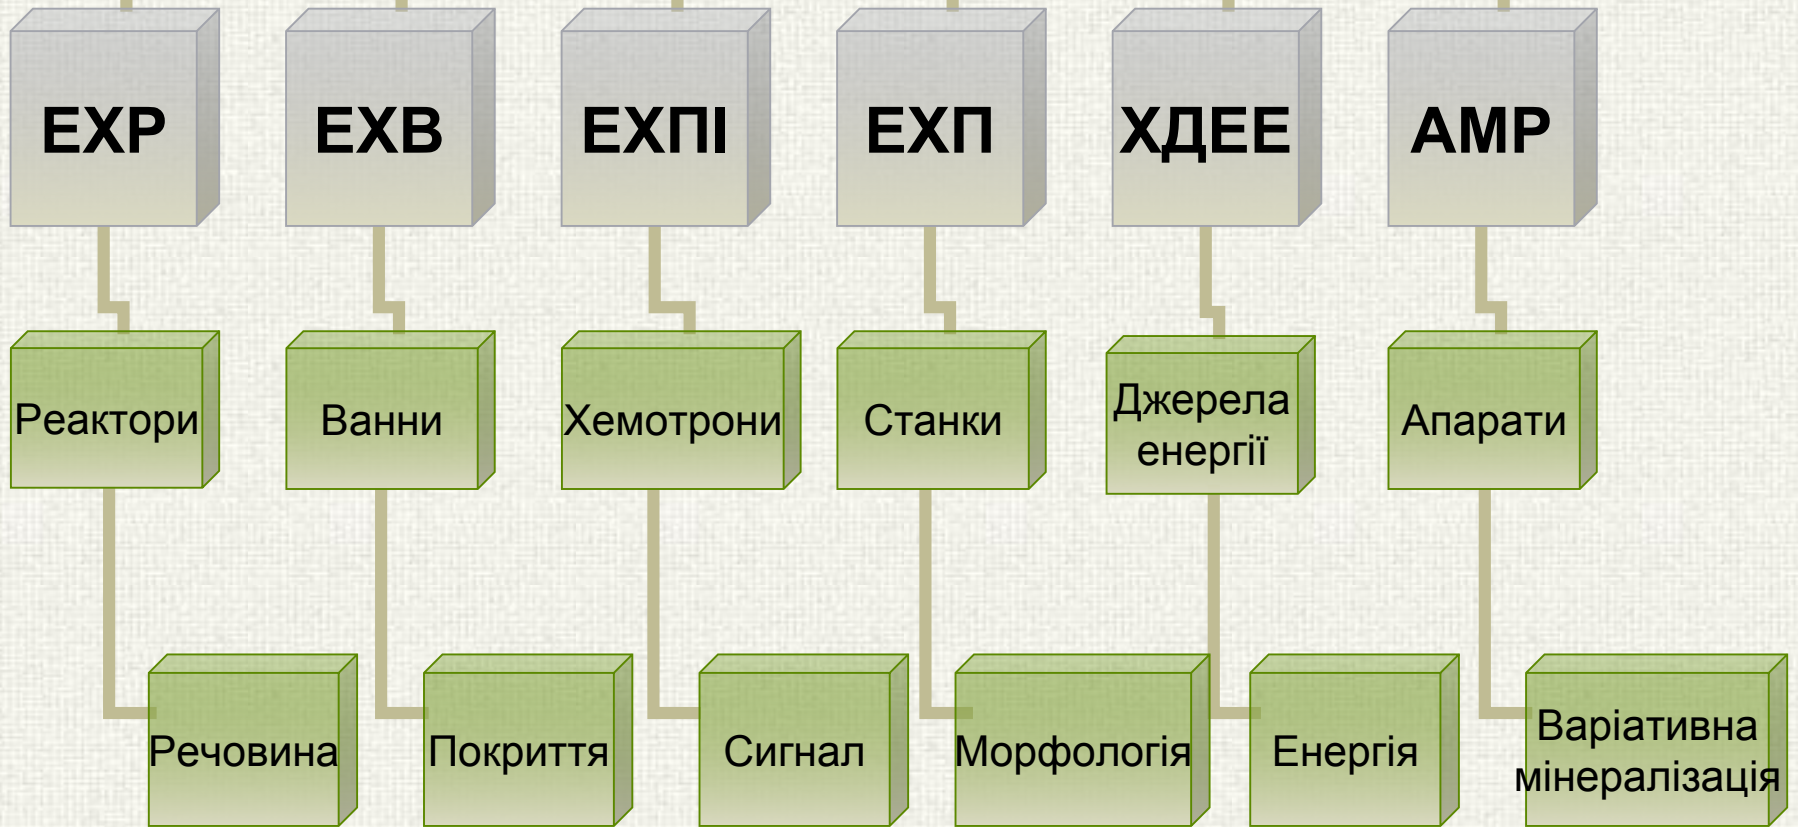 ЕХР
ЕХВ
ЕХПІ
ЕХП
ХДЕЕ
АМР
Реактори
Ванни
Хемотрони
Станки
Джерела
енергії
Апарати
Речовина
Покриття
Сигнал
Морфологія
Енергія
Варіативна
мінералізація